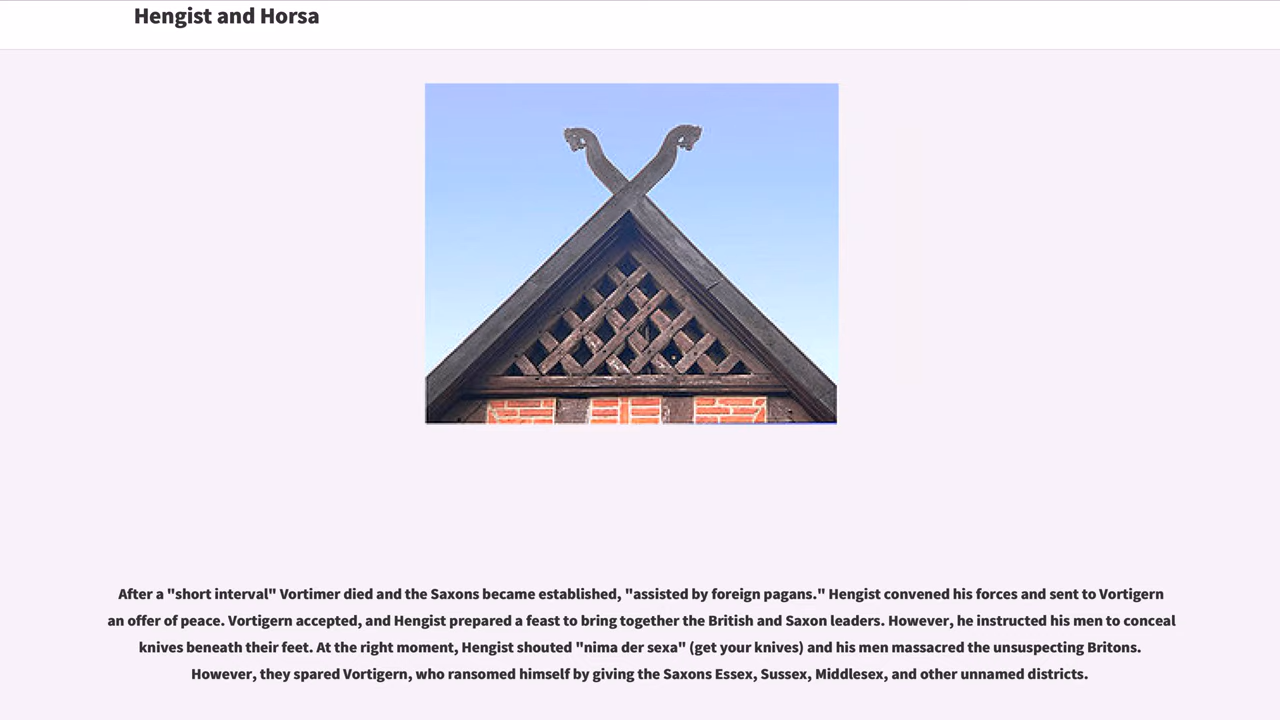 Hengist and Horsa
After a "short interval" Vortimer died and the Saxons became established, "assisted by foreign pagans." Hengist convened his forces and sent to Vortigern
an offer of peace. Vortigern accepted, and Hengist prepared a feast to bring together the British and Saxon leaders. However, he instructed his men to conceal
knives beneath their feet. At the right moment, Hengist shouted "nima der sexa" (get your knives) and his men massacred the unsuspecting Britons.
However, they spared Vortigern, who ransomed himself by giving the Saxons Essex, Sussex, Middlesex, and other unnamed districts.